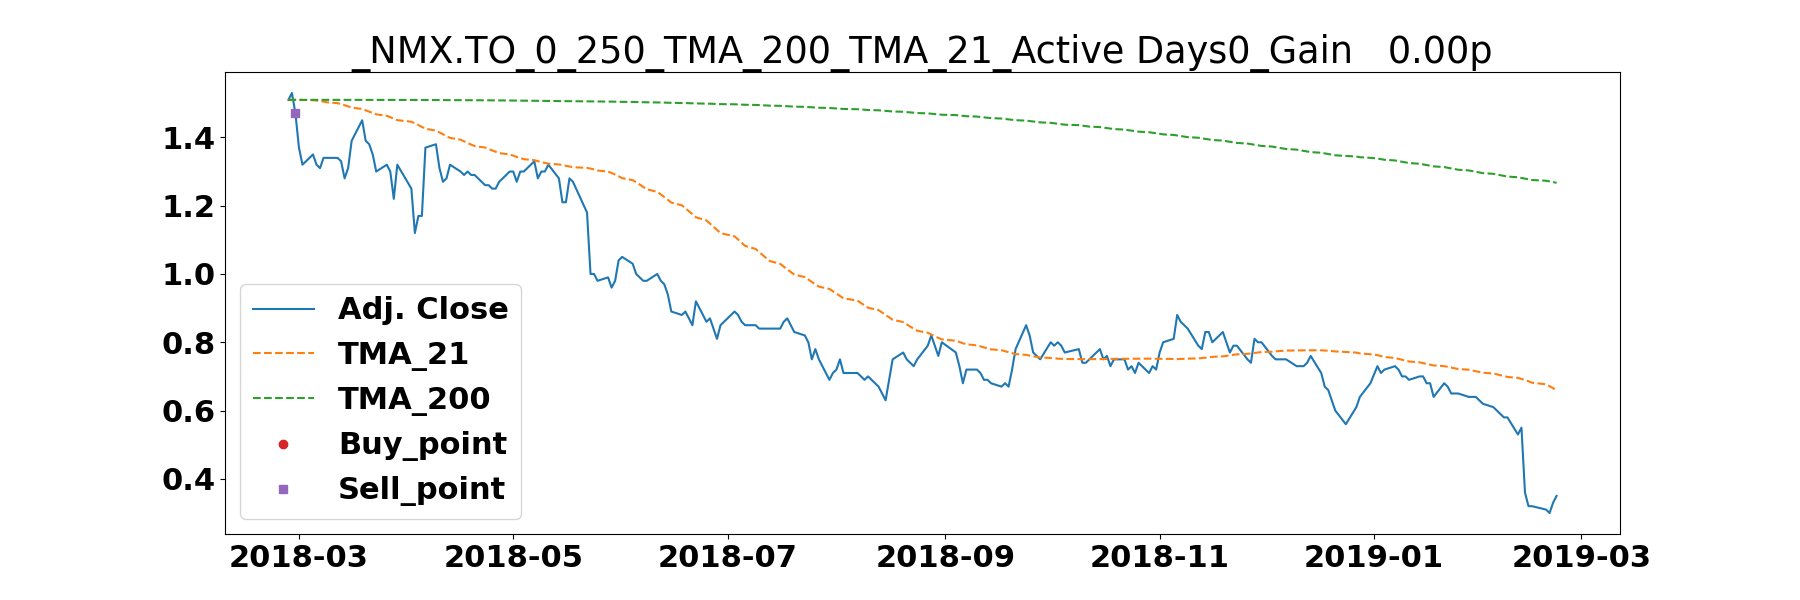 _NMX.TO_0_250_TMA_200_TMA_21_Active Days0_Gain   0.00p
1.4
1.2
1.0
0.8
0.6
0.4
Adj. Close
TMA_21
TMA_200
Buy_point
Sell_point
2018-03 2018-05 2018-07 2018-09 2018-11 2019-01 2019-03